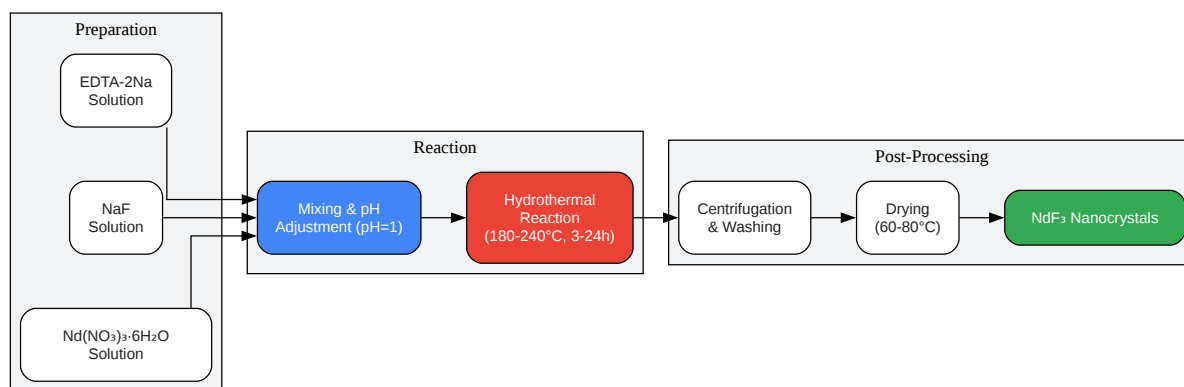 Preparation
EDTA-2Na
Solution
NaF
Solution
Nd(NO₃)₃·6H₂O
Solution
Reaction
Mixing & pH
Adjustment (pH=1)
Hydrothermal
Reaction
(180-240°C, 3-24h)
Post-Processing
Centrifugation
& Washing
Drying
(60-80°C)
NdF₃ Nanocrystals